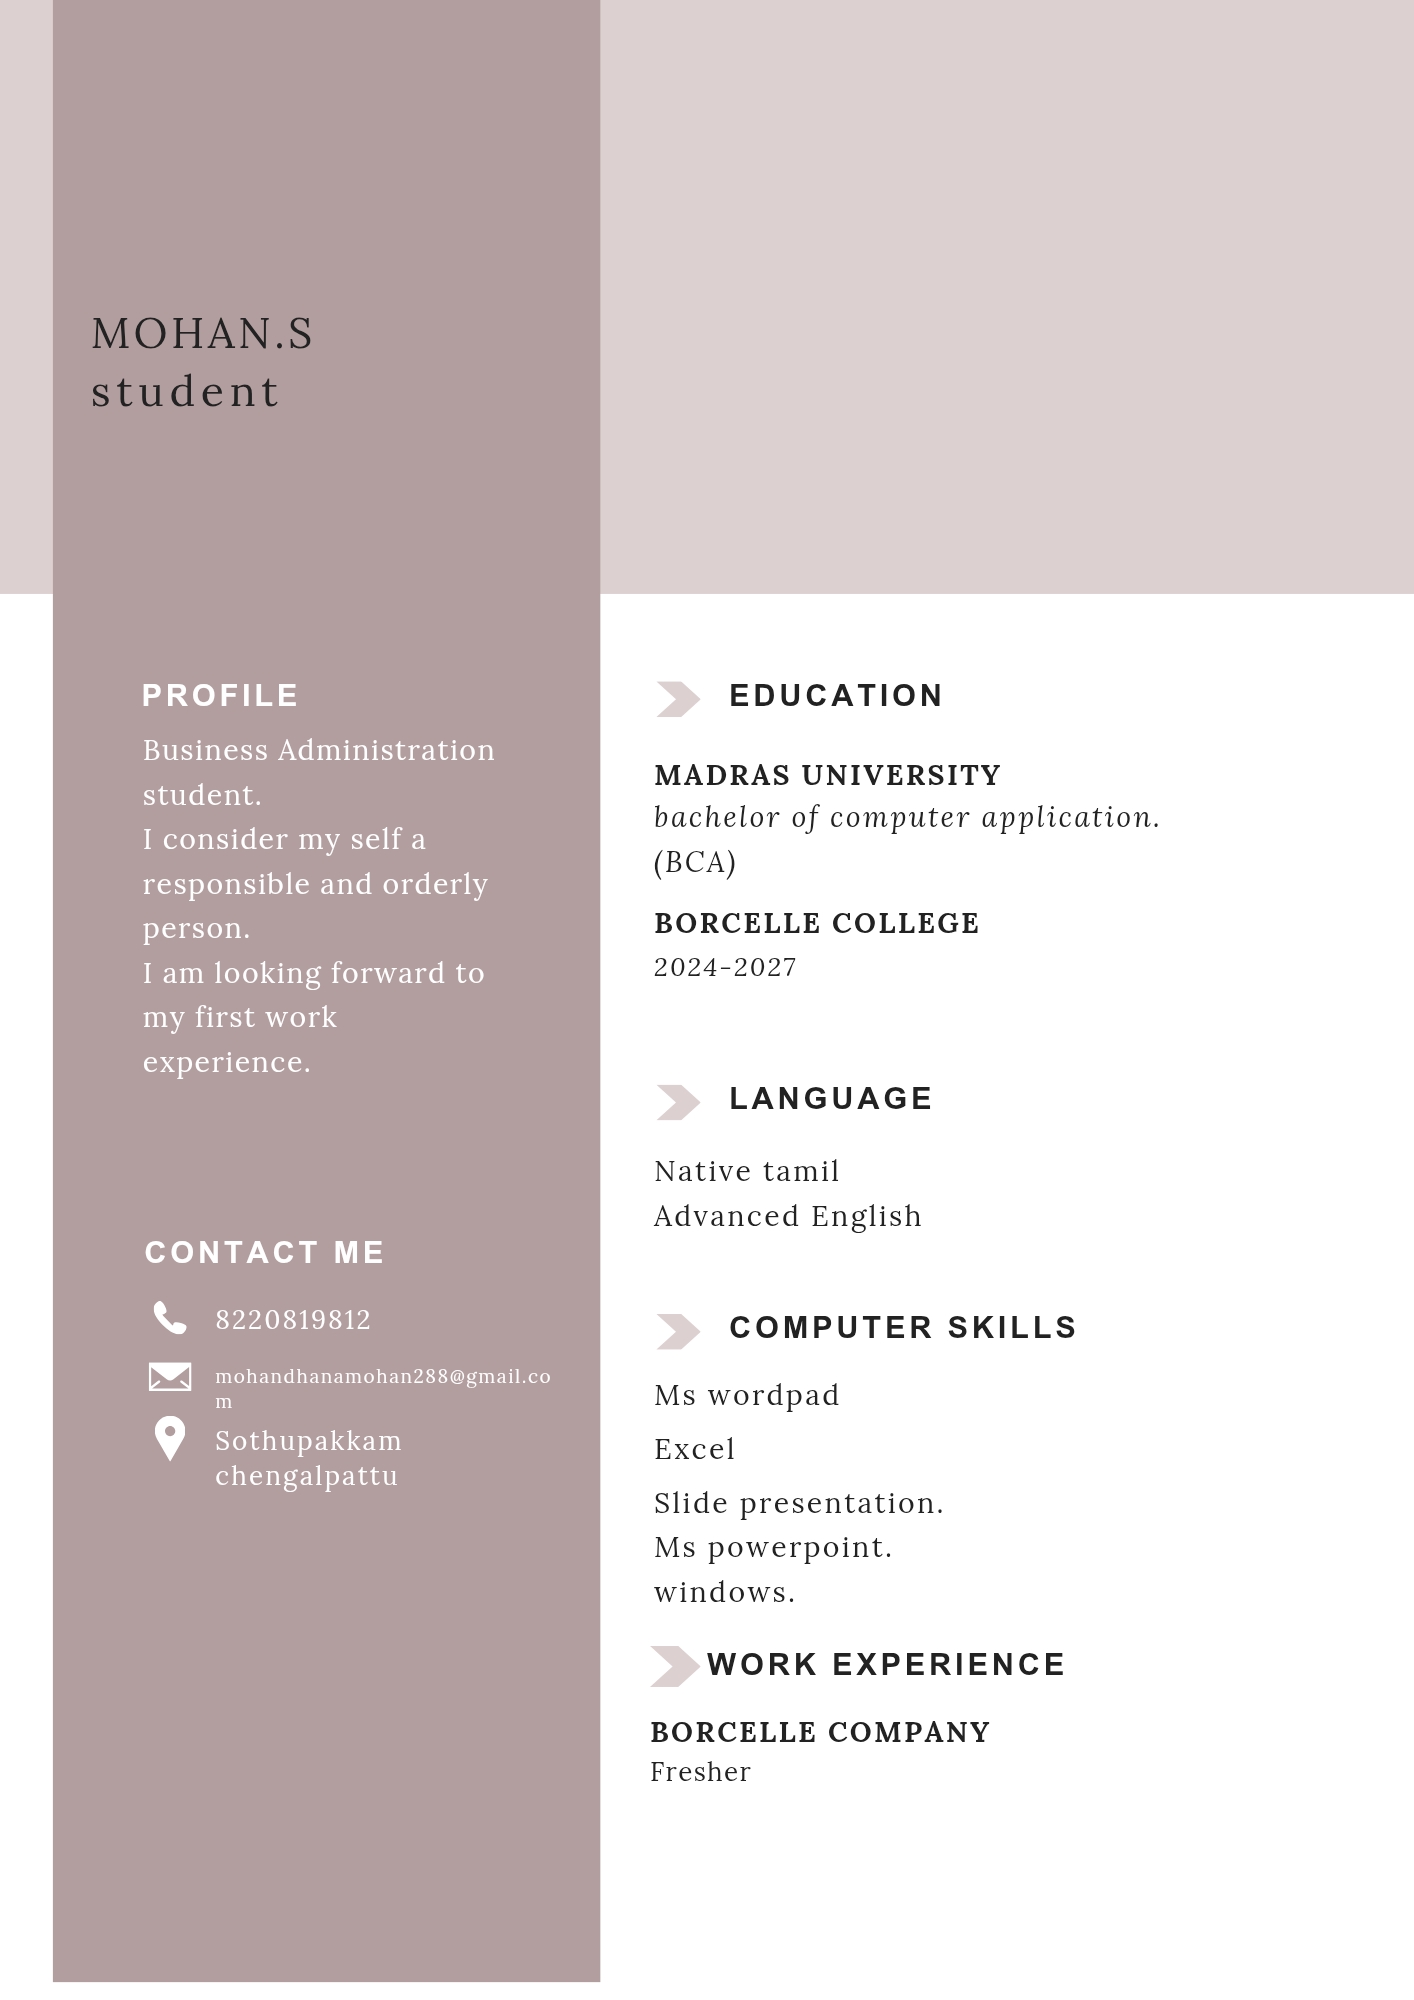 MOHAN.S
student
PROFILE
Business Administration
student.
I consider my self a
responsible and orderly
person.
I am looking forward to
my first work
experience.
CONTACT ME
8220819812
mohandhanamohan288@gmail.co
m
Sothupakkam
chengalpattu
EDUCATION
MADRAS UNIVERSITY
bachelor of computer application.
(BCA)
BORCELLE COLLEGE
2024-2027
LANGUAGE
Native tamil
Advanced English
COMPUTER SKILLS
Ms wordpad
Excel
Slide presentation.
Ms powerpoint.
windows.
WORK EXPERIENCE
BORCELLE COMPANY
Fresher